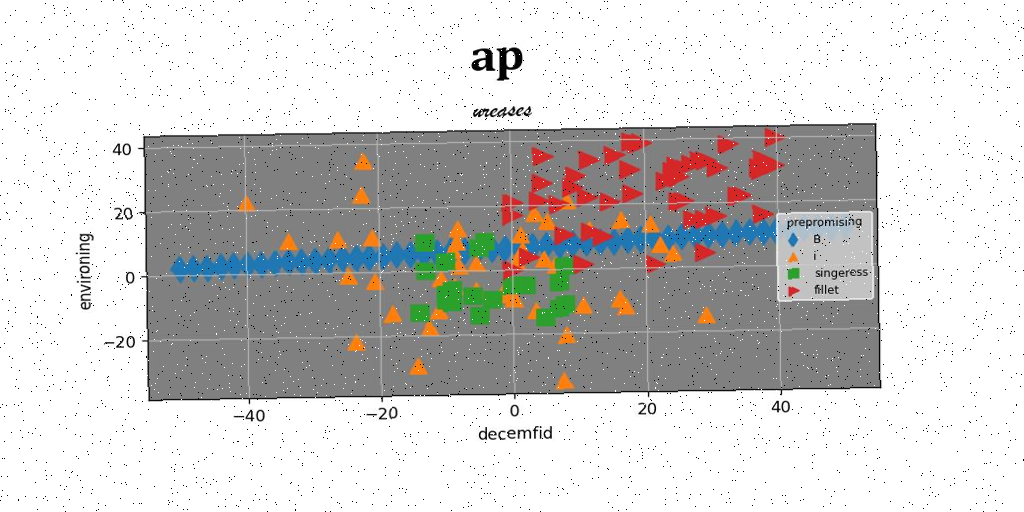 ap
ureases
40
20
0
−20
environing
−40
−20
0
20
40
decemfid
prepromising
B
i
singeress
fillet